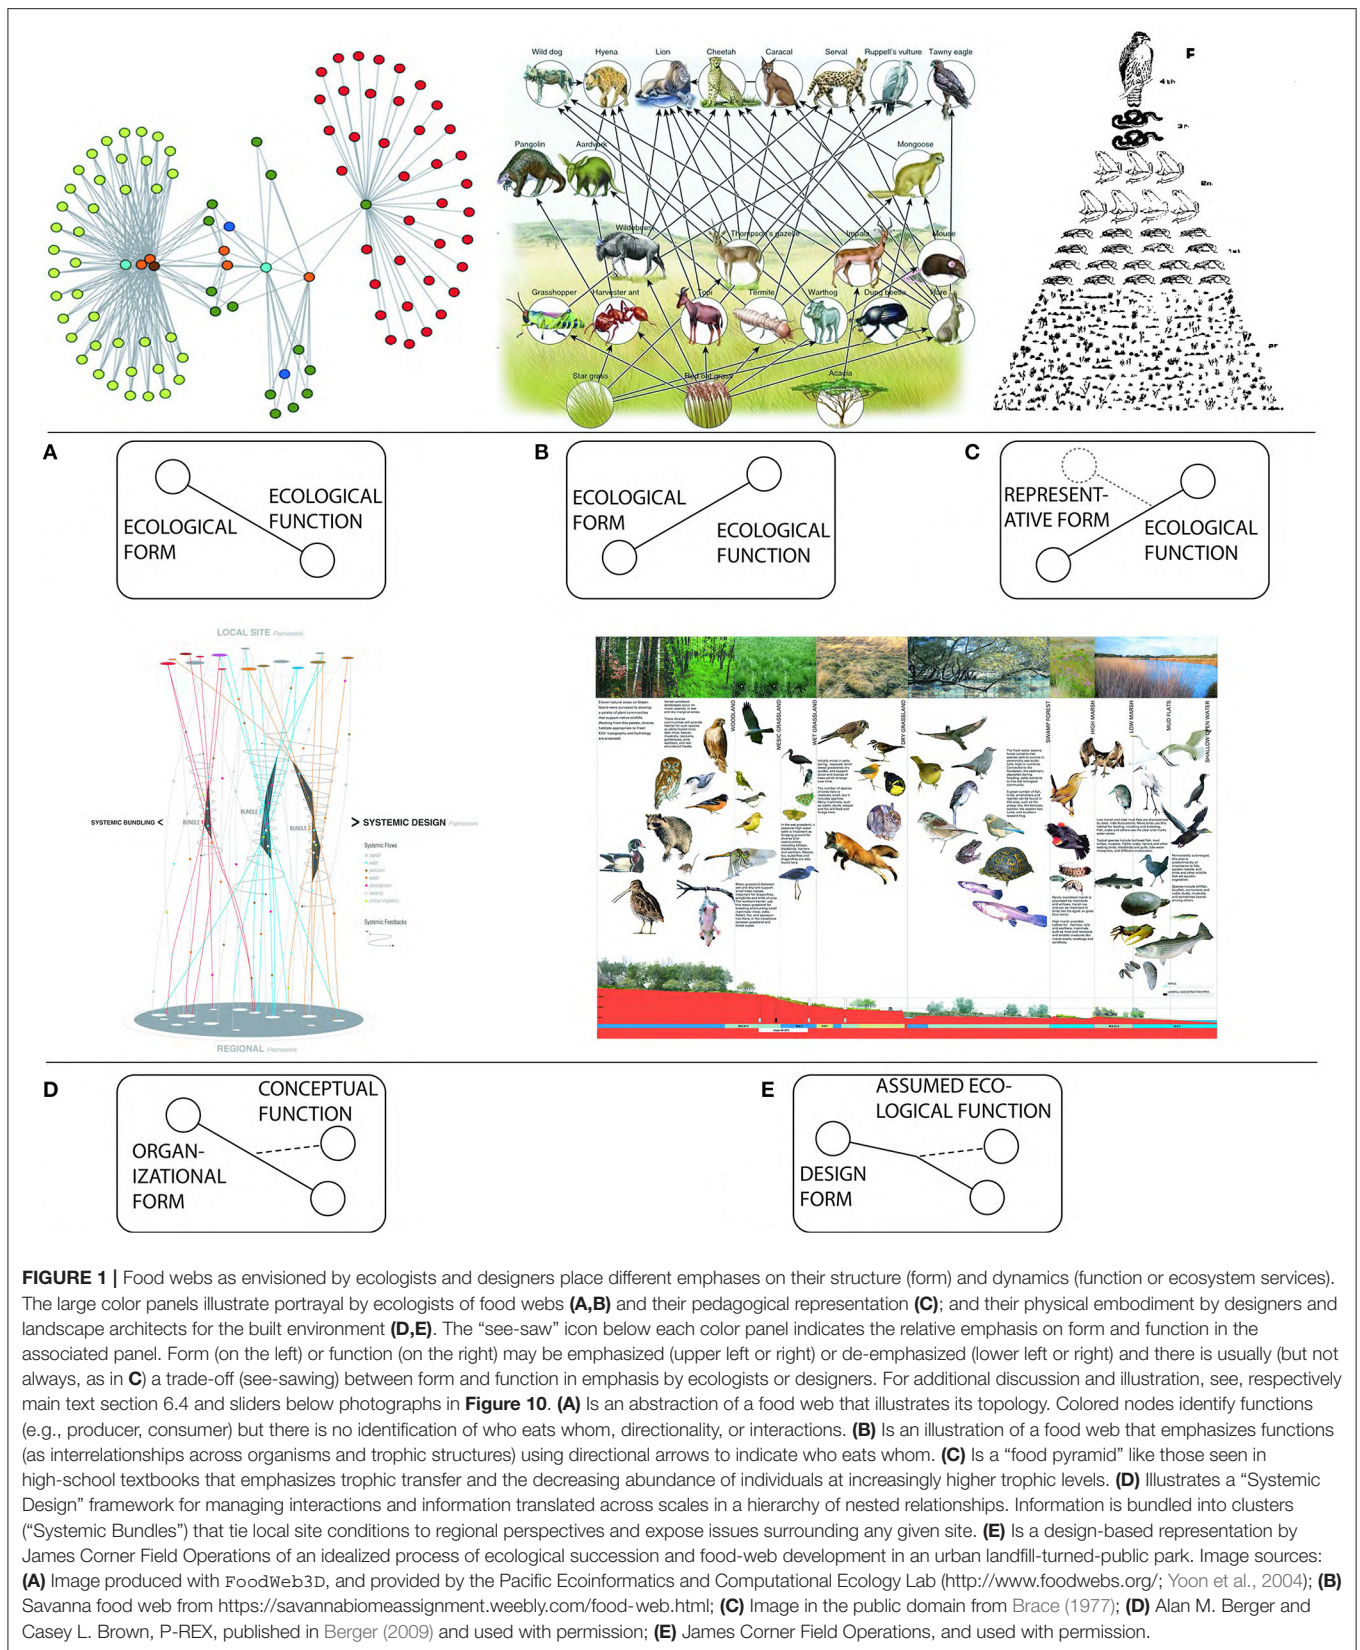 Wild dog Hyena Lion Cheetah Caracal Serval Ruppell's vulture Tawny eagle
F
4th
Pangolin Aardvark Mongoose
Wildebeest Thompson's gazelle Impala Mouse
Grasshopper Harvester ant Topi Termite Warthog Dung beetle Hare
Star grass Red oat grass Acacia
A
ECOLOGICAL
FORM
ECOLOGICAL
FUNCTION
B
ECOLOGICAL
FORM
ECOLOGICAL
FUNCTION
C
REPRESENT-
ATIVE FORM
ECOLOGICAL
FUNCTION
LOCAL SITE Framework
SYSTEMIC BUNDLING <
BUNDLE
BUNDLE
BUNDLE
> SYSTEMIC DESIGN Framework
Systemic Flows
Systemic Feedbacks
REGIONAL Framework
WOODLAND
MESIC GRASSLAND
WET GRASSLAND
DRY GRASSLAND
SWAMP FOREST
HIGH MARSH
LOW MARSH
MUD FLATS
SHALLOW OPEN WATER
D
CONCEPTUAL
FUNCTION
ORGAN-
IZATIONAL
FORM
E
ASSUMED ECO-
LOGICAL FUNCTION
DESIGN
FORM
FIGURE 1 | Food webs as envisioned by ecologists and designers place different emphases on their structure (form) and dynamics (function or ecosystem services).
The large color panels illustrate portrayal by ecologists of food webs (A,B) and their pedagogical representation (C); and their physical embodiment by designers and
landscape architects for the built environment (D,E). The “see-saw” icon below each color panel indicates the relative emphasis on form and function in the
associated panel. Form (on the left) or function (on the right) may be emphasized (upper left or right) or de-emphasized (lower left or right) and there is usually (but not
always, as in C) a trade-off (see-sawing) between form and function in emphasis by ecologists or designers. For additional discussion and illustration, see, respectively
main text section 6.4 and sliders below photographs in Figure 10. (A) Is an abstraction of a food web that illustrates its topology. Colored nodes identify functions
(e.g., producer, consumer) but there is no identification of who eats whom, directionality, or interactions. (B) Is an illustration of a food web that emphasizes functions
(as interrelationships across organisms and trophic structures) using directional arrows to indicate who eats whom. (C) Is a “food pyramid” like those seen in
high-school textbooks that emphasizes trophic transfer and the decreasing abundance of individuals at increasingly higher trophic levels. (D) Illustrates a “Systemic
Design” framework for managing interactions and information translated across scales in a hierarchy of nested relationships. Information is bundled into clusters
(“Systemic Bundles”) that tie local site conditions to regional perspectives and expose issues surrounding any given site. (E) Is a design-based representation by
James Corner Field Operations of an idealized process of ecological succession and food-web development in an urban landfill-turned-public park. Image sources:
(A) Image produced with FoodWeb3D, and provided by the Pacific Ecoinformatics and Computational Ecology Lab (http://www.foodwebs.org/; Yoon et al., 2004); (B)
Savanna food web from https://savannabiomeassignment.weebly.com/food-web.html; (C) Image in the public domain from Brace (1977); (D) Alan M. Berger and
Casey L. Brown, P-REX, published in Berger (2009) and used with permission; (E) James Corner Field Operations, and used with permission.